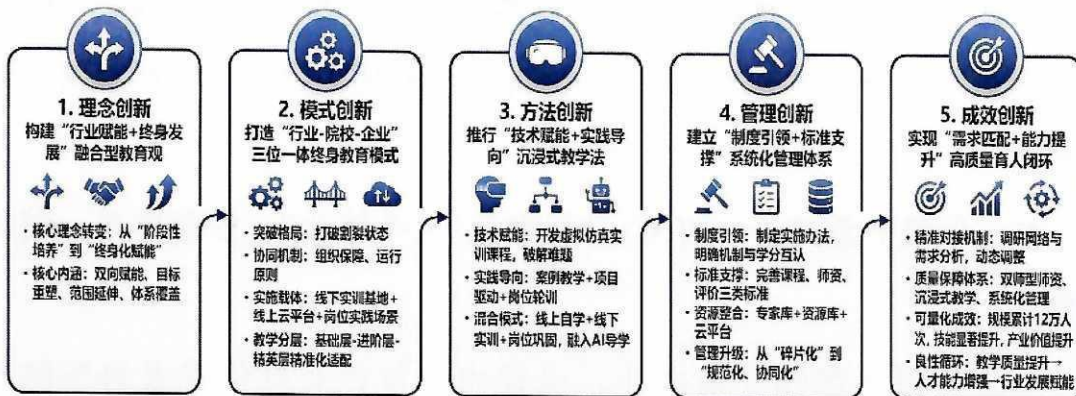 1. 理念创新
构建“行业赋能+终身发
展”融合型教育观
• 核心理念转变：从“阶段性
培养”到“终身化赋能”
• 核心内涵：双向赋能、目标
重塑、范围延伸、体系覆盖
2. 模式创新
打造“行业-院校-企业”
三位一体终身教育模式
• 突破格局：打破割裂状态
• 协同机制：组织保障、运行
原则
• 实施载体：线下实训基地+
线上云平台+岗位实践场景
• 教学分层：基础层-进阶层-
精英层精准化适配
3. 方法创新
推行“技术赋能+实践导
向”沉浸式教学法
• 技术赋能：开发虚拟仿真实
训课程，破解难题
• 实践导向：案例教学+项目
驱动+岗位轮训
• 混合模式：线上自学+线下
实训+岗位巩固，融入AI导学
4. 管理创新
建立“制度引领+标准支
撑”系统化管理体系
• 制度引领：制定实施办法，
明确机制与学分互认
• 标准支撑：完善课程、师资、
评价三类标准
• 资源整合：专家库+资源库+
云平台
• 管理升级：从“碎片化”到
“规范化、协同化”
5. 成效创新
实现“需求匹配+能力提
升”高质量育人闭环
• 精准对接机制：调研网络与
需求分析，动态调整
• 质量保障体系：双师型师资、
沉浸式教学、系统化管理
• 可量化成效：规模累计12万人
次，技能显著提升，产业价值提升
• 良性循环：教学质量提升→
人才能力增强→行业发展赋能